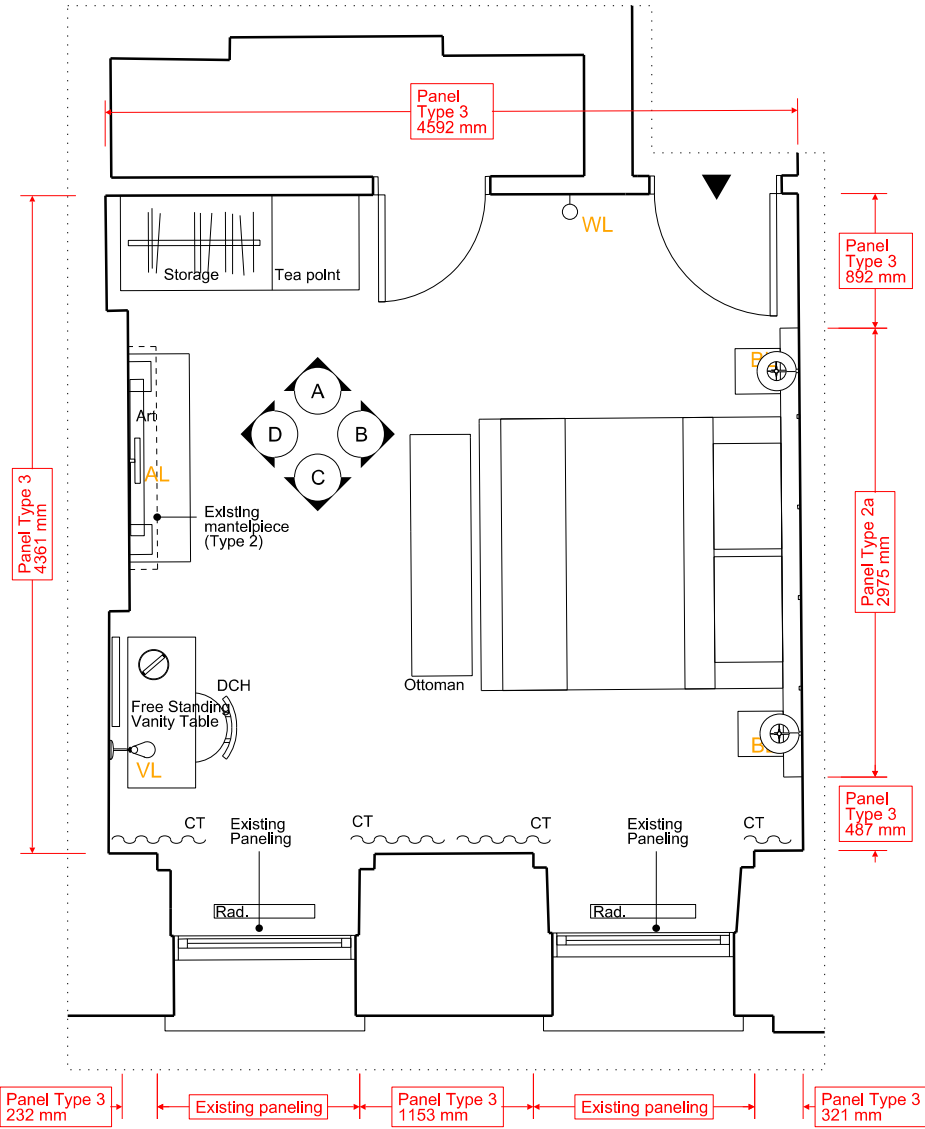 Panel
Type 3
4592 mm
WL
Storage
Tea point
Panel
Type 3
892 mm
BL
Art
A
D
B
C
AL
Existing
mantelpiece
(Type 2)
Panel Type 3
4361 mm
Panel Type 2a
2975 mm
Ottoman
DCH
Free Standing
Vanity Table
VL
BL
Panel
Type 3
487 mm
CT
Existing
Paneling
CT
CT
Existing
Paneling
CT
Rad.
Rad.
Panel Type 3
232 mm
Existing paneling
Panel Type 3
1153 mm
Existing paneling
Panel Type 3
321 mm